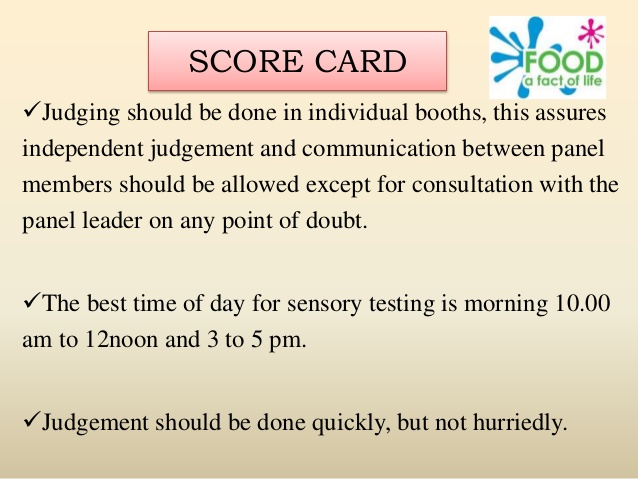 SCORE CARD
FOOD
a fact of life
✓Judging should be done in individual booths, this assures
independent judgement and communication between panel
members should be allowed except for consultation with the
panel leader on any point of doubt.
✓The best time of day for sensory testing is morning 10.00
am to 12noon and 3 to 5 pm.
✓Judgement should be done quickly, but not hurriedly.